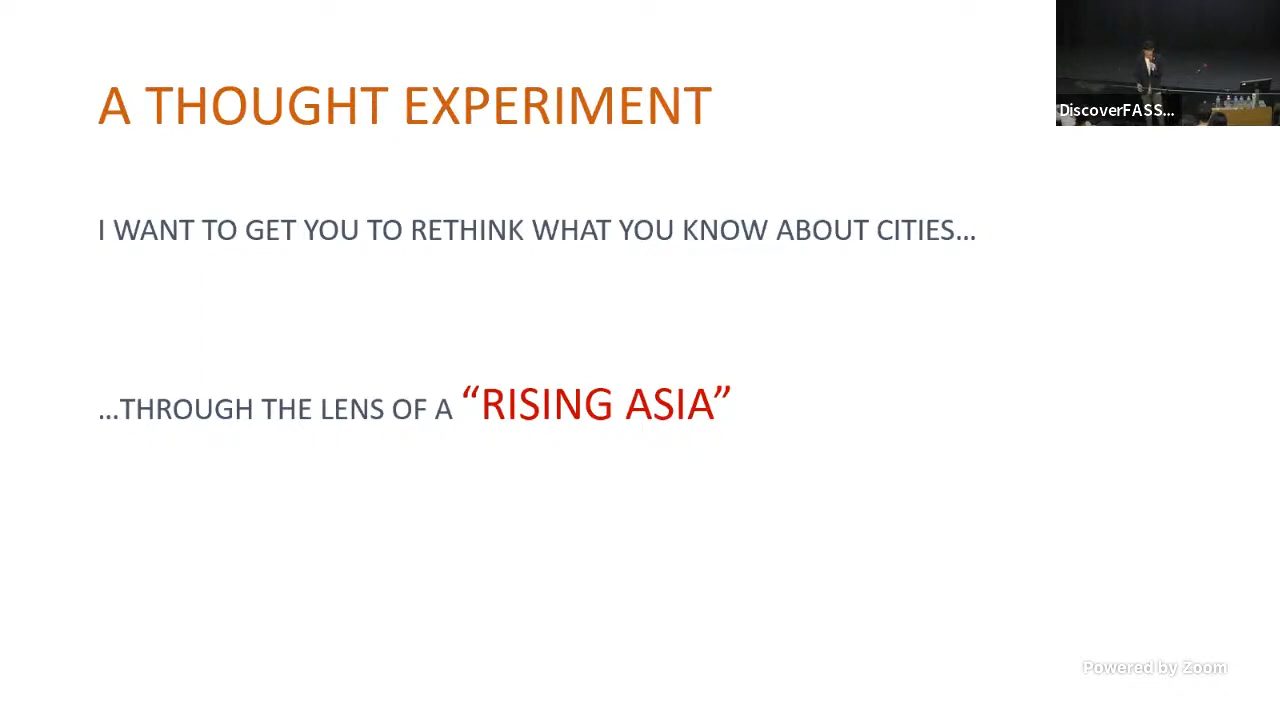 A THOUGHT EXPERIMENT
I WANT TO GET YOU TO RETHINK WHAT YOU KNOW ABOUT CITIES…
…THROUGH THE LENS OF A “RISING ASIA”
DiscoverFASS...
Powered by Zoom